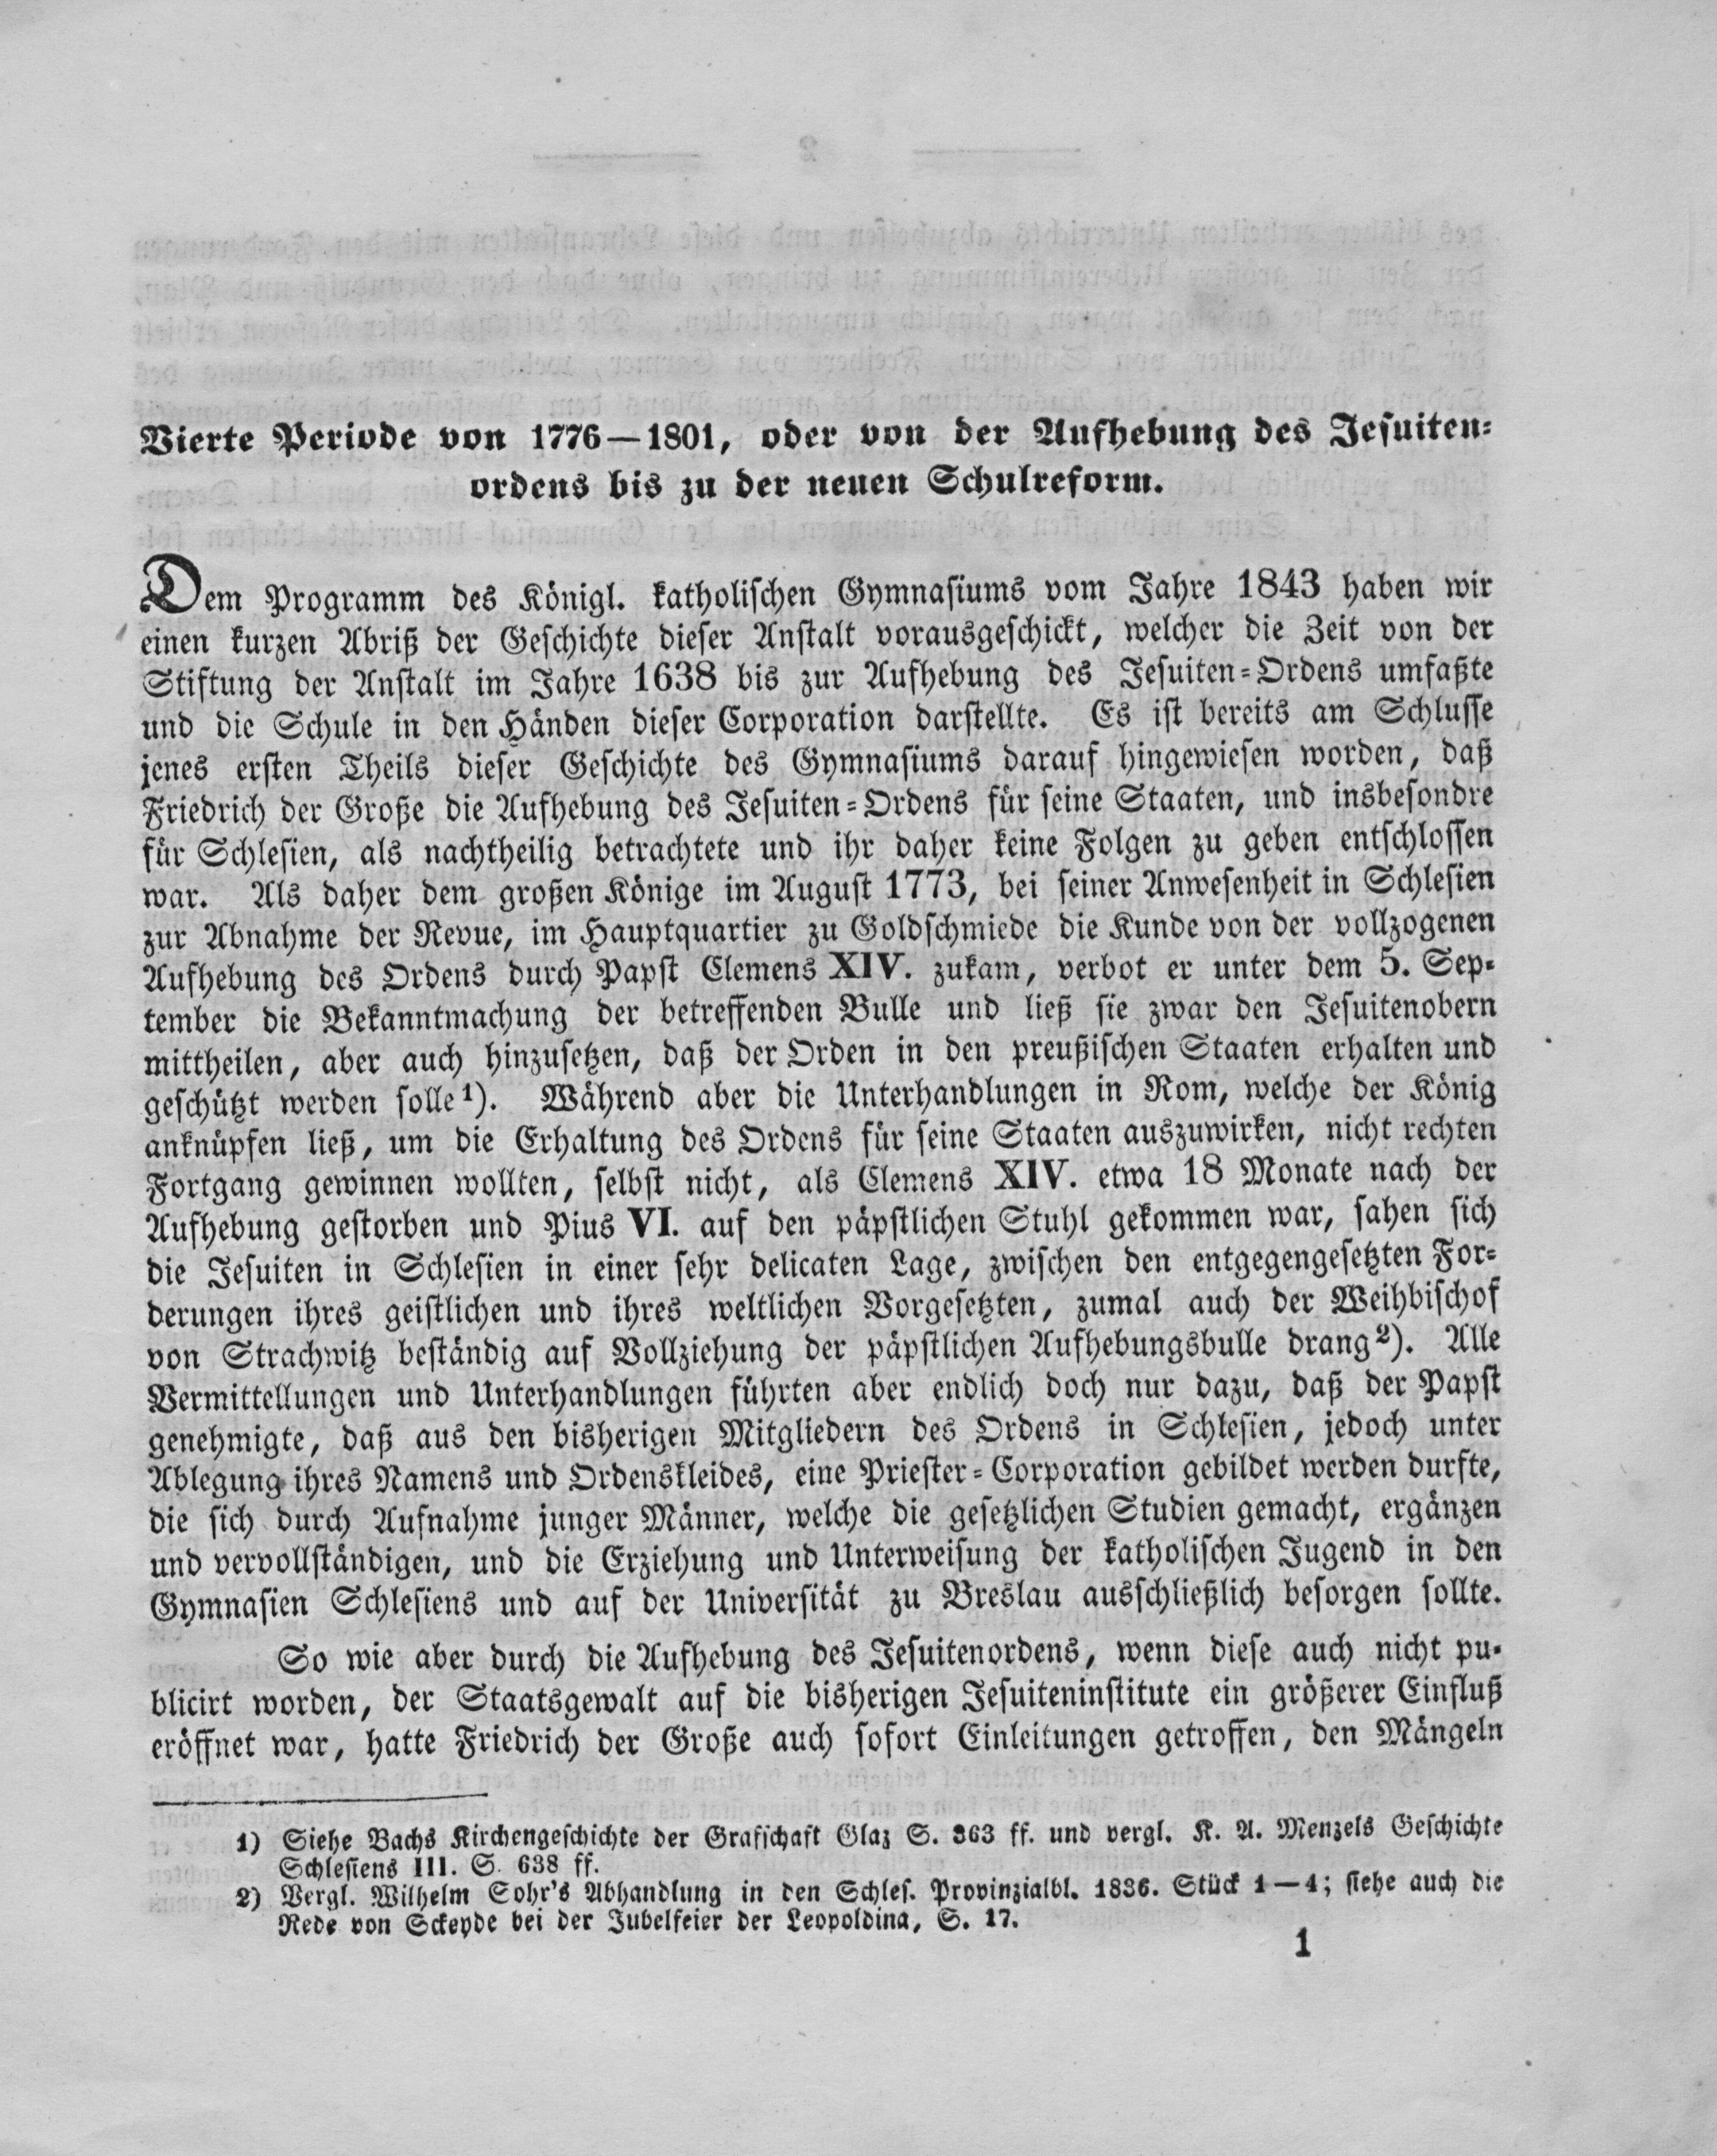 Vierte Periode von 1776—1801, oder von der Aufhebung des Jesuiten-
ordens bis zu der neuen Schulreform.
Dem Programm des Königl. katholischen Gymnasiums vom Jahre 1843 haben wir
einen kurzen Abriß der Geschichte dieser Anstalt vorausgeschickt, welcher die Zeit von der
Stiftung der Anstalt im Jahre 1638 bis zur Aufhebung des Jesuiten-Ordens umfaßte
und die Schule in den Händen dieser Corporation darstellte. Es ist bereits am Schlusse
jenes ersten Theils dieser Geschichte des Gymnasiums darauf hingewiesen worden, daß
Friedrich der Große die Aufhebung des Jesuiten-Ordens für seine Staaten, und insbesondre
für Schlesien, als nachtheilig betrachtete und ihr daher keine Folgen zu geben entschlossen
war. Als daher dem großen Könige im August 1773, bei seiner Anwesenheit in Schlesien
zur Abnahme der Revue, im Hauptquartier zu Goldschmiede die Kunde von der vollzogenen
Aufhebung des Ordens durch Papst Clemens XIV. zukam, verbot er unter dem 5. Sep-
tember die Bekanntmachung der betreffenden Bulle und ließ sie zwar den Jesuitenobern
mittheilen, aber auch hinzusetzen, daß der Orden in den preußischen Staaten erhalten und
geschützt werden solle¹). Während aber die Unterhandlungen in Rom, welche der König
anknüpfen ließ, um die Erhaltung des Ordens für seine Staaten auszuwirken, nicht rechten
Fortgang gewinnen wollten, selbst nicht, als Clemens XIV. etwa 18 Monate nach der
Aufhebung gestorben und Pius VI. auf den päpstlichen Stuhl gekommen war, sahen sich
die Jesuiten in Schlesien in einer sehr delicaten Lage, zwischen den entgegengesetzten For-
derungen ihres geistlichen und ihres weltlichen Vorgesetzten, zumal auch der Weihbischof
von Strachwitz beständig auf Vollziehung der päpstlichen Aufhebungsbulle drang²). Alle
Vermittellungen und Unterhandlungen führten aber endlich doch nur dazu, daß der Papst
genehmigte, daß aus den bisherigen Mitgliedern des Ordens in Schlesien, jedoch unter
Ablegung ihres Namens und Ordenskleides, eine Priester-Corporation gebildet werden durfte,
die sich durch Aufnahme junger Männer, welche die gesetzlichen Studien gemacht, ergänzen
und vervollständigen, und die Erziehung und Unterweisung der katholischen Jugend in den
Gymnasien Schlesiens und auf der Universität zu Breslau ausschließlich besorgen sollte.
So wie aber durch die Aufhebung des Jesuitenordens, wenn diese auch nicht pu-
blicirt worden, der Staatsgewalt auf die bisherigen Jesuiteninstitute ein größerer Einfluß
eröffnet war, hatte Friedrich der Große auch sofort Einleitungen getroffen, den Mängeln
1) Siehe Bachs Kirchengeschichte der Grafschaft Glaz S. 363 ff. und vergl. K. A. Menzels Geschichte
Schlesiens III. S. 638 ff.
2) Vergl. Wilhelm Sohr's Abhandlung in den Schles. Provinzialbl. 1836. Stück 1—4; siehe auch die
Rede von Sckeyde bei der Jubelfeier der Leopoldina, S. 17.
1